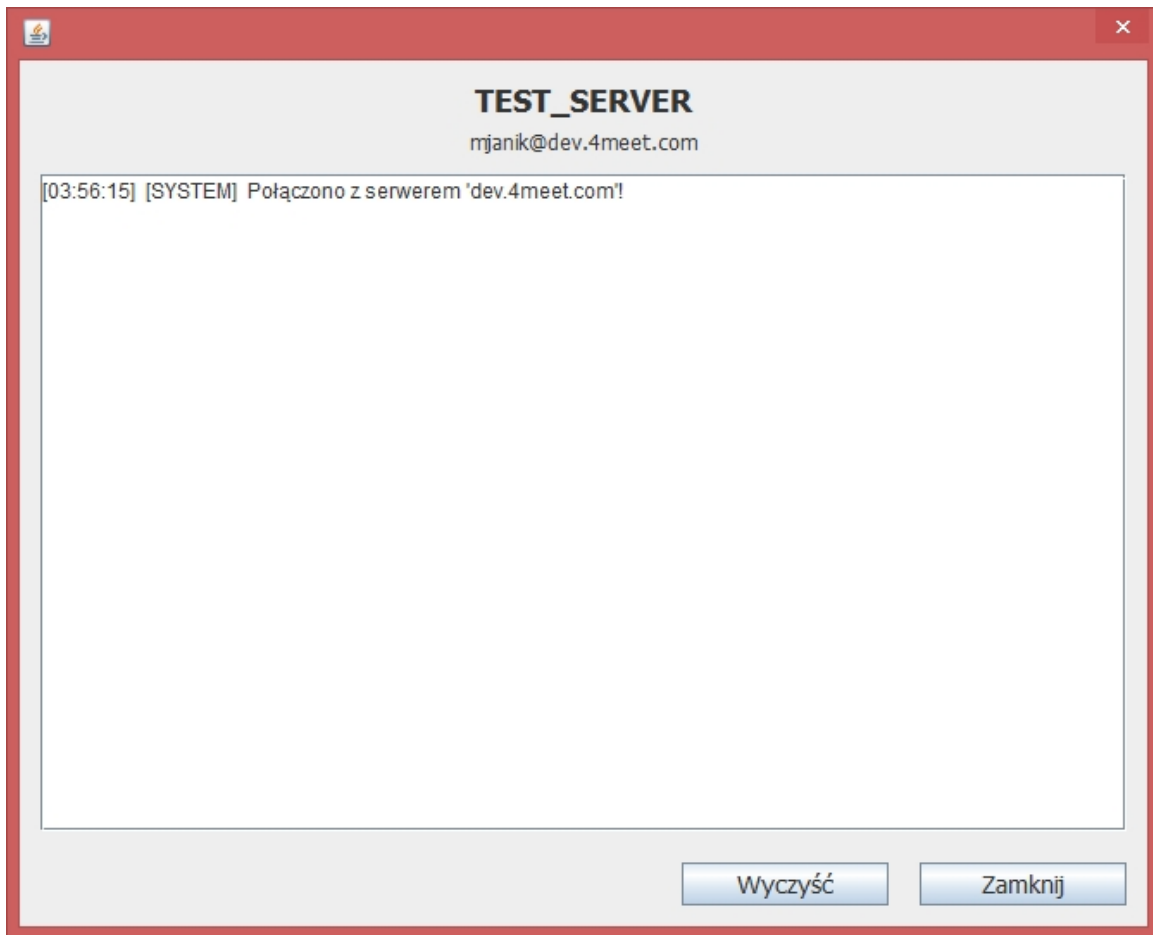 TEST_SERVER
mjanik@dev.4meet.com
[03:56:15] [SYSTEM] Połączono z serwerem 'dev.4meet.com'!
Wyczyść Zamknij